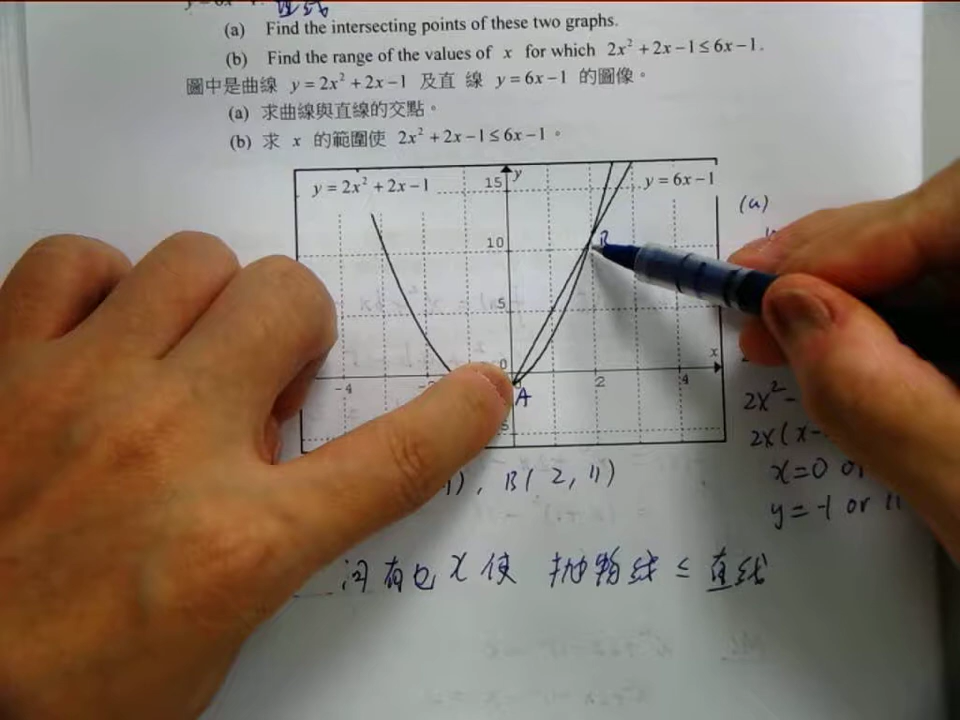 (a) Find the intersecting points of these two graphs.
(b) Find the range of the values of x for which 2x² + 2x − 1 ≤ 6x − 1.
圖中是曲線 y = 2x² + 2x − 1 及直 線 y = 6x − 1 的圖像。
(a) 求曲線與直線的交點。
(b) 求 x 的範圍使 2x² + 2x − 1 ≤ 6x − 1。
y = 2x² + 2x − 1
15
y
y = 6x − 1
(a)
10
B
5
0
x
-4
2
4
A
2x² -
2x(x-
), B(2, 11)
x=0 or
y=-1 or 11
问有乜 x 使 抛物线 ≤ 直线